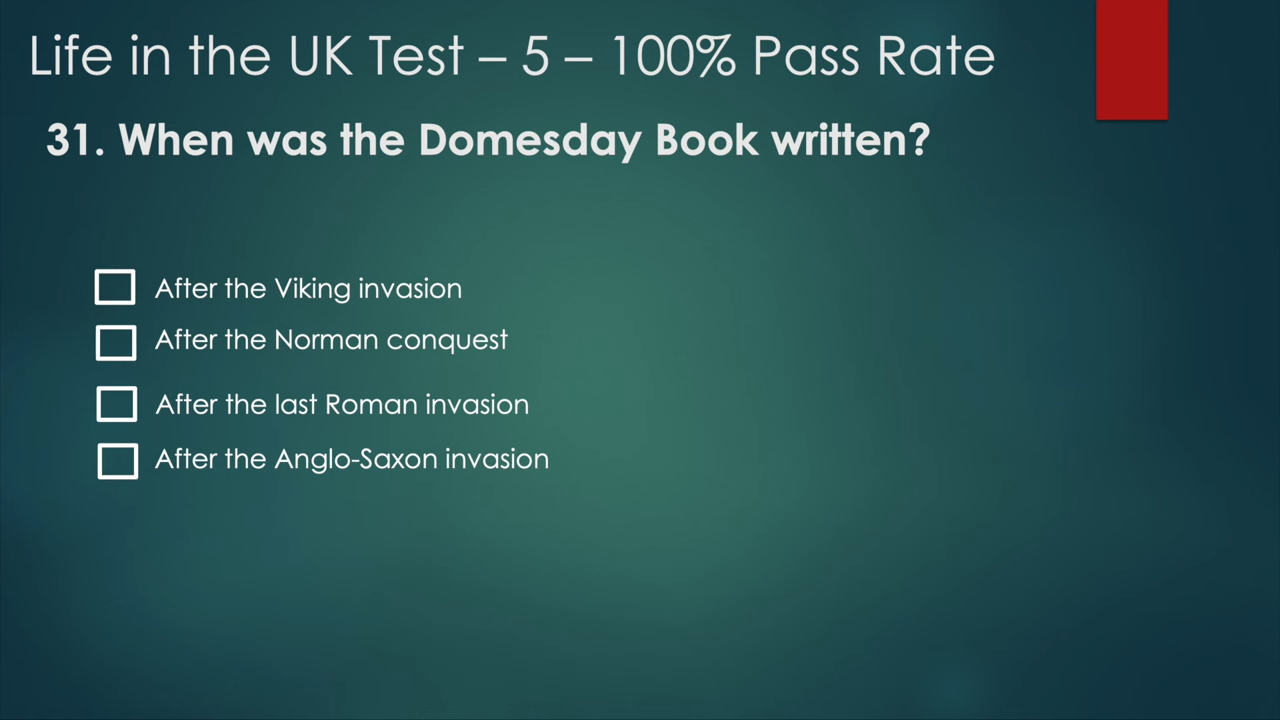 Life in the UK Test – 5 – 100% Pass Rate
31. When was the Domesday Book written?
After the Viking invasion
After the Norman conquest
After the last Roman invasion
After the Anglo-Saxon invasion